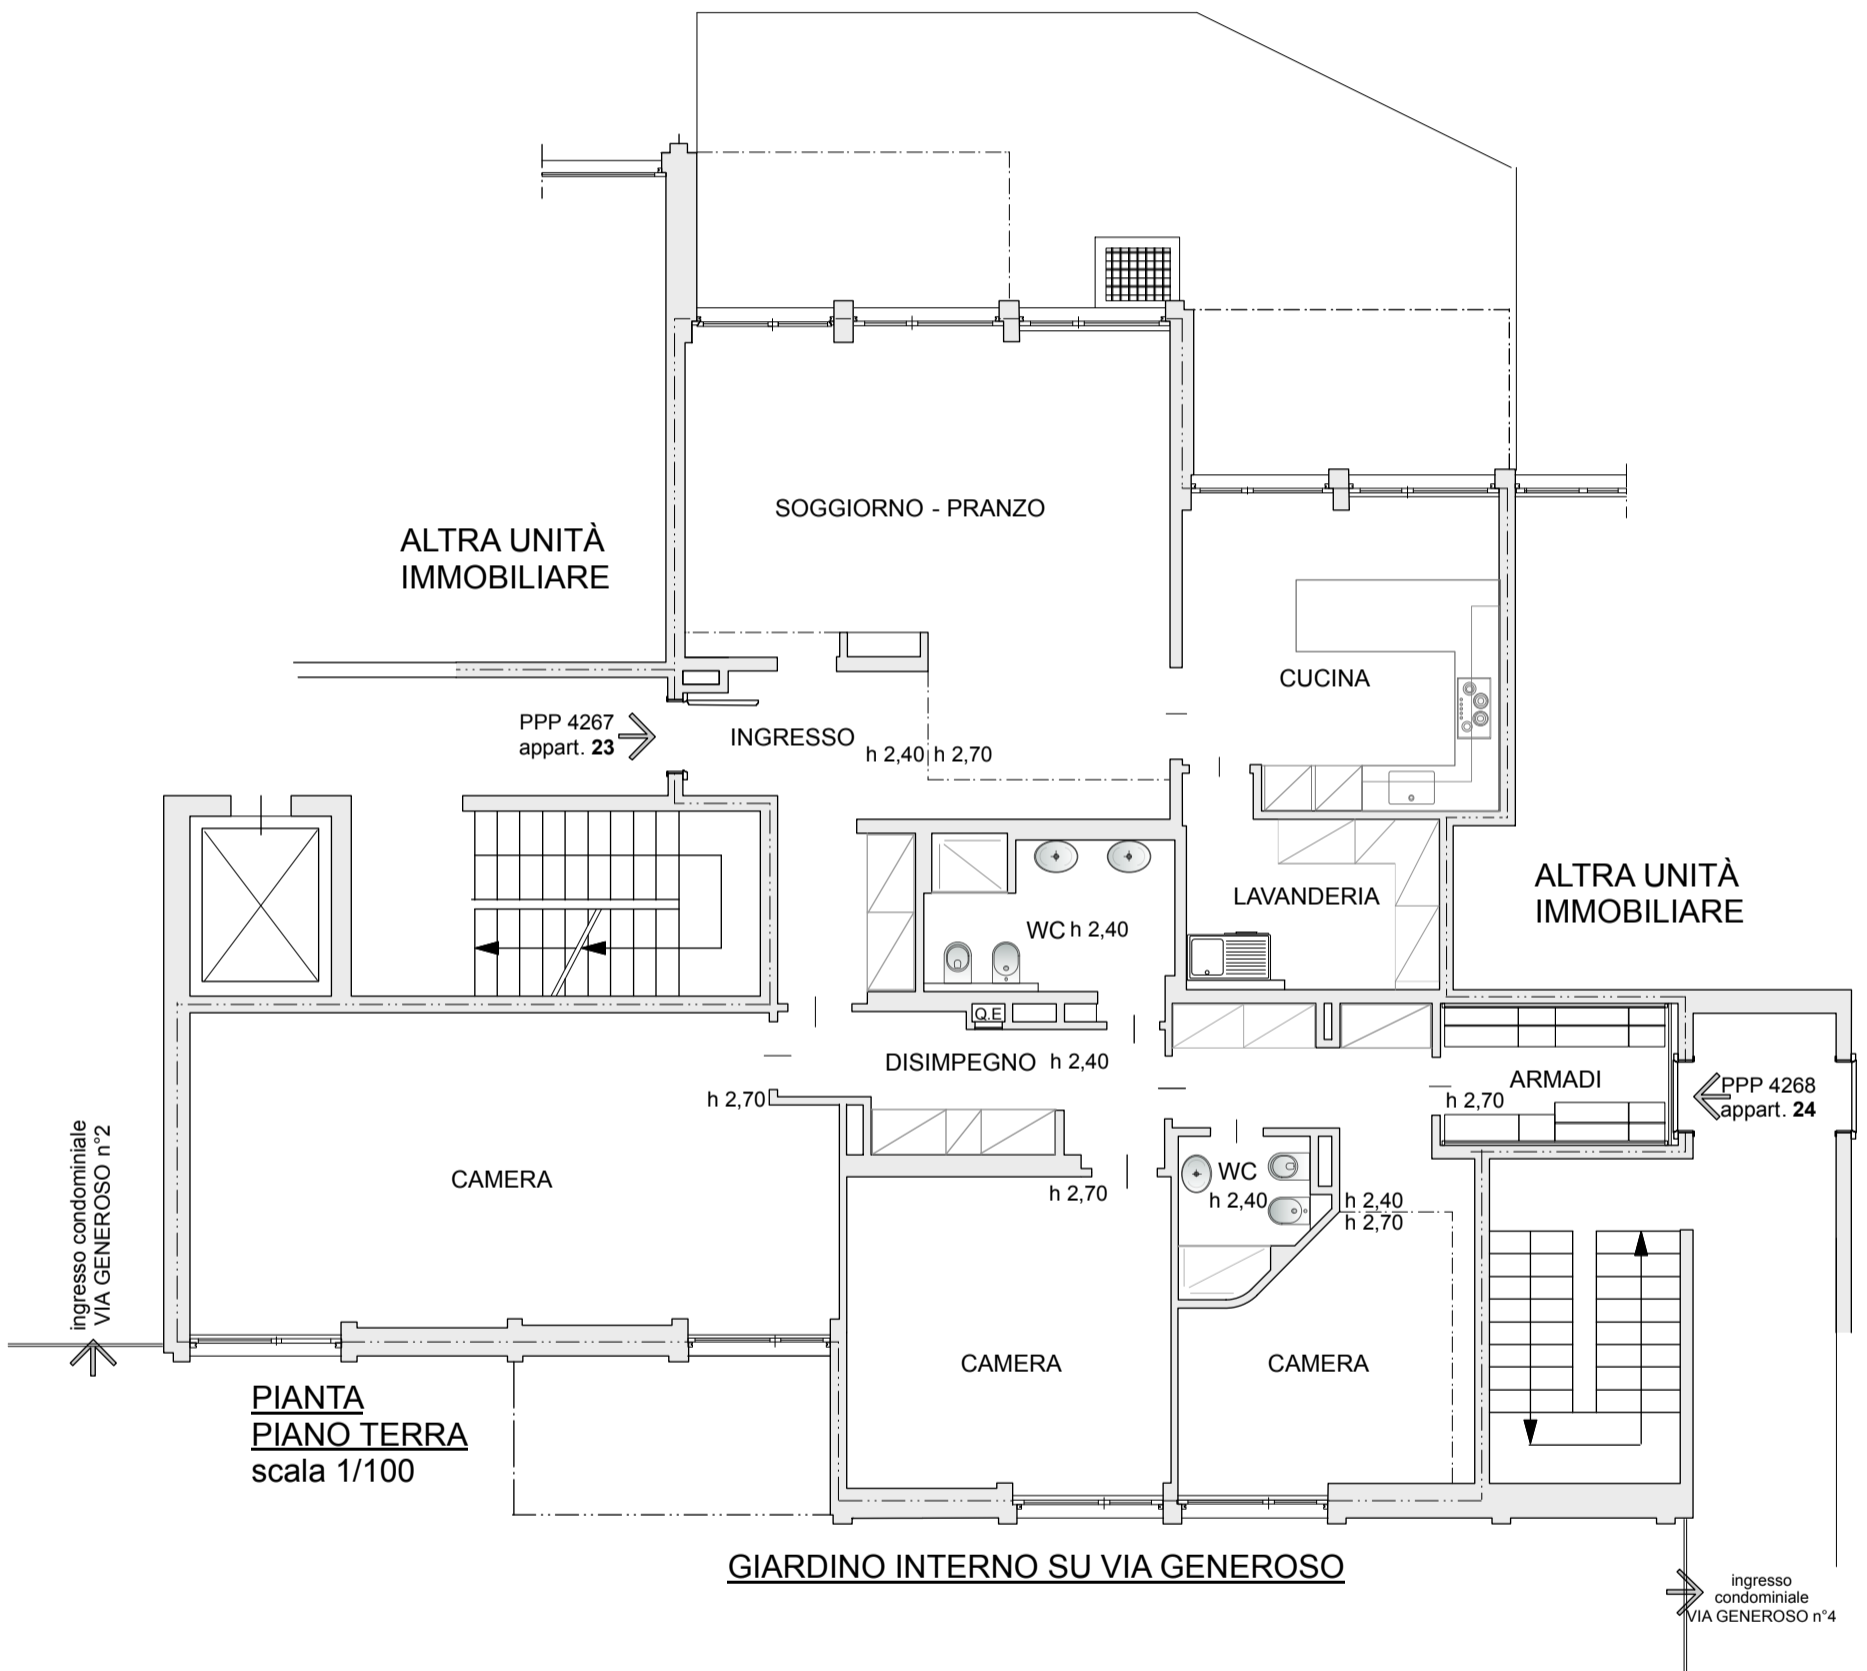 SOGGIORNO - PRANZO
ALTRA UNITÀ
IMMOBILIARE
CUCINA
PPP 4267
appart. 23
INGRESSO
h 2,40
h 2,70
ALTRA UNITÀ
IMMOBILIARE
LAVANDERIA
WC h 2,40
Q.E
DISIMPEGNO h 2,40
ARMADI
h 2,70
PPP 4268
appart. 24
h 2,70
CAMERA
WC
h 2,40
h 2,70
h 2,40
h 2,70
ingresso condominiale
VIA GENEROSO n°2
CAMERA
CAMERA
PIANTA
PIANO TERRA
scala 1/100
GIARDINO INTERNO SU VIA GENEROSO
ingresso
condominiale
VIA GENEROSO n°4